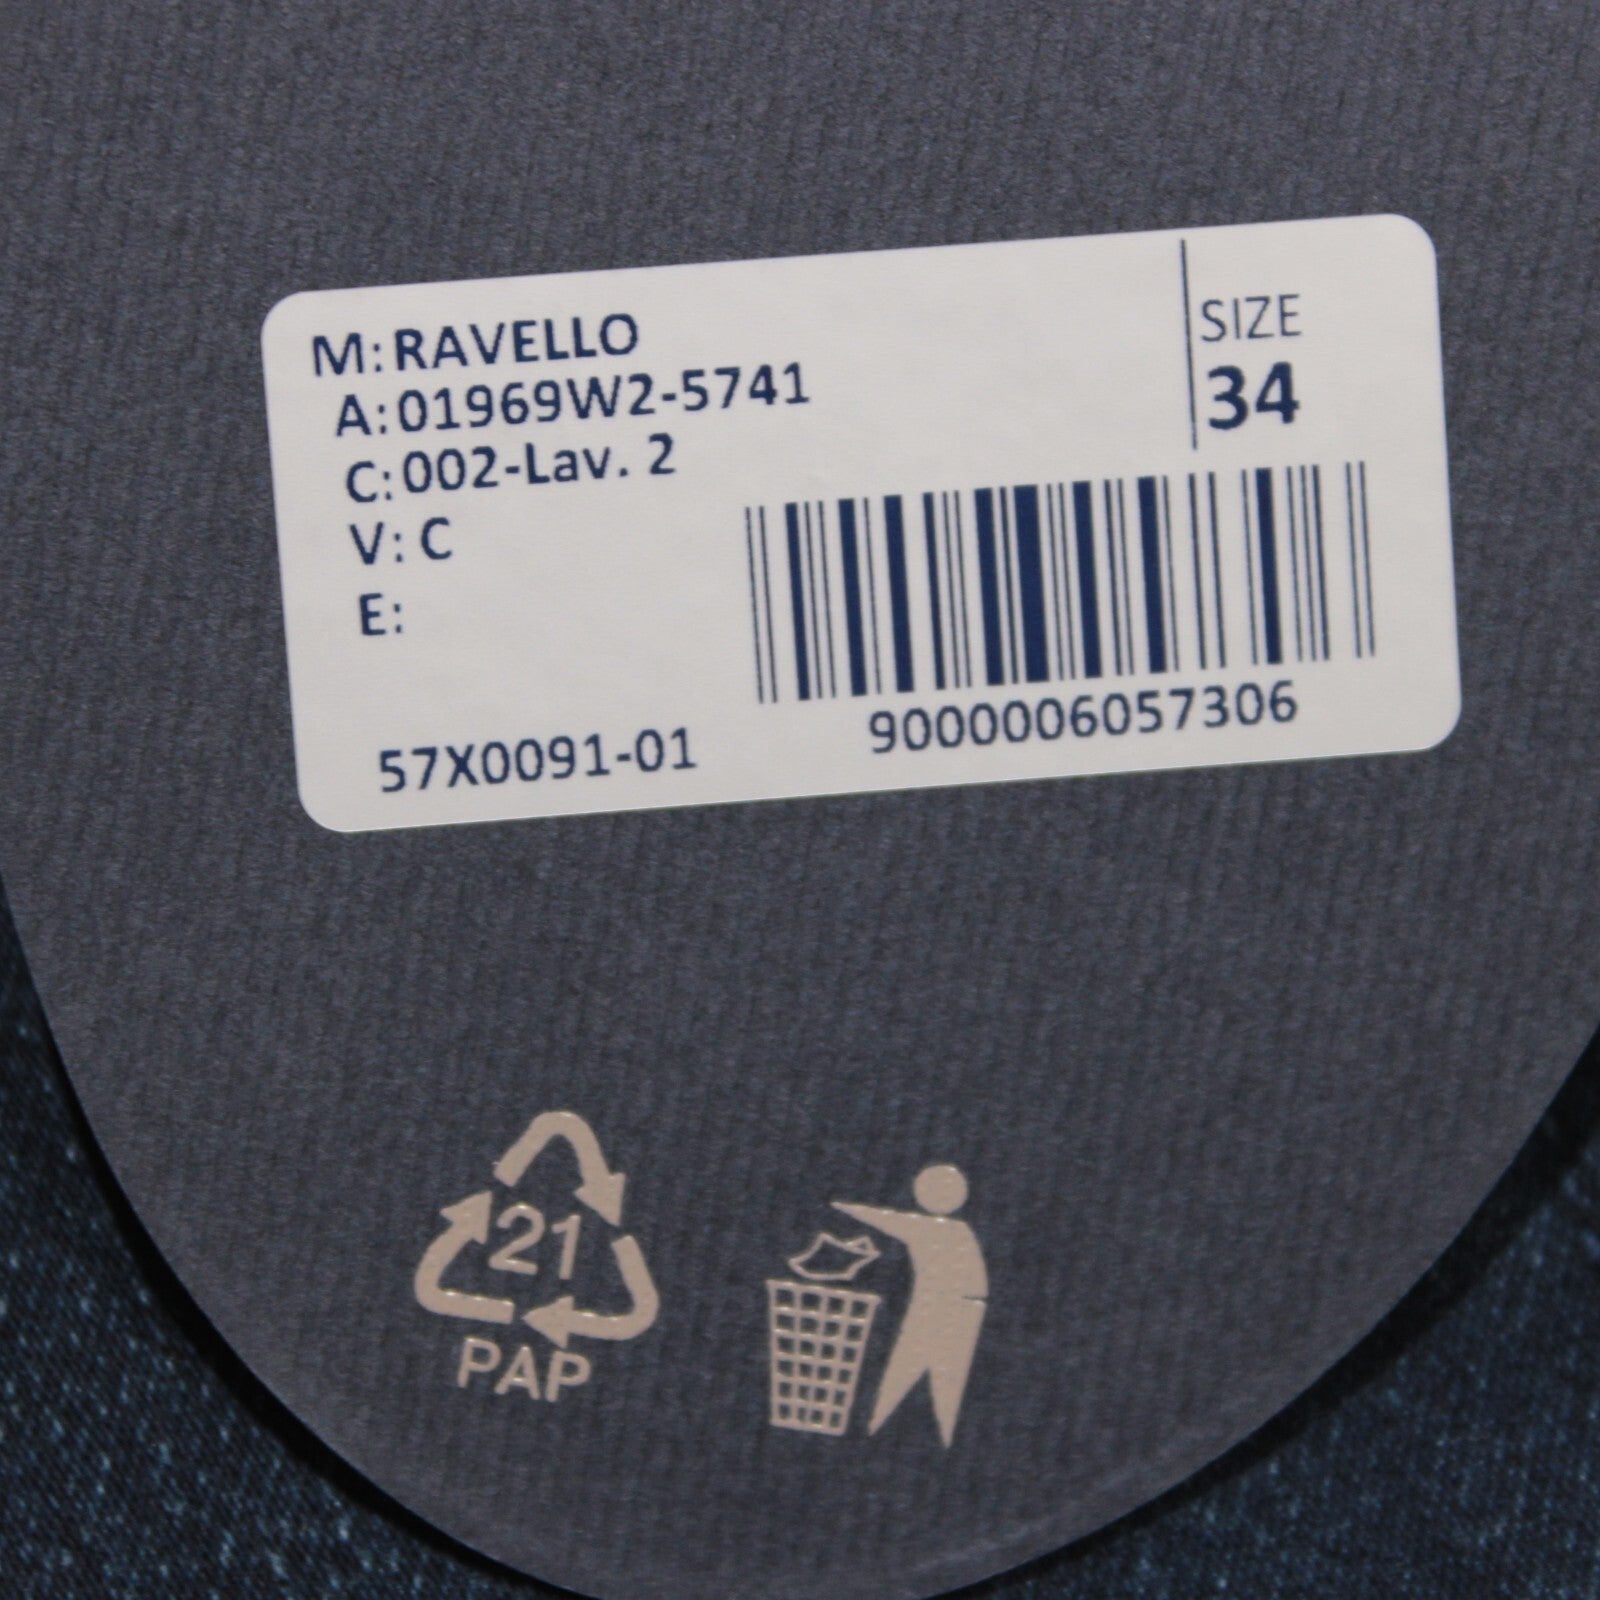 M: RAVELLO
SIZE
A: 01969W2-5741
34
C: 002-Lav. 2
V: C
E:
57X0091-01
9000006057306
21
PAP